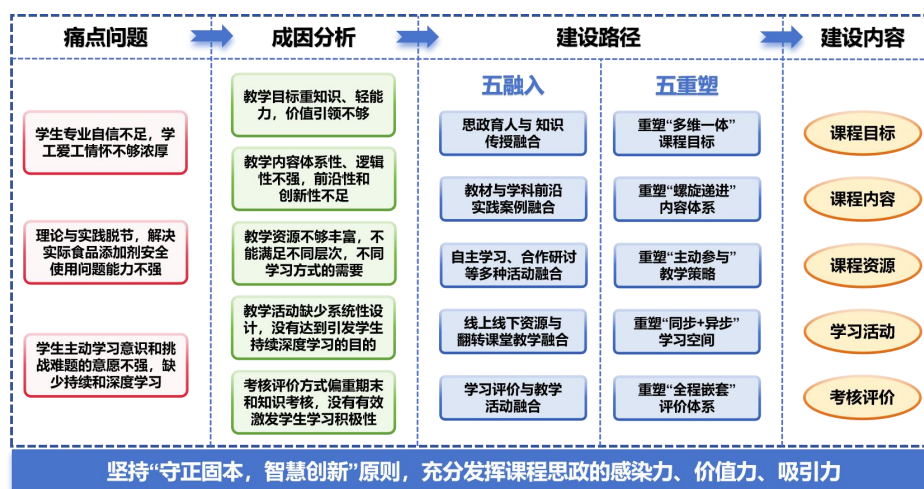 痛点问题
成因分析
建设路径
建设内容
学生专业自信不足，学
工爱工情怀不够浓厚
理论与实践脱节，解决
实际食品添加剂安全
使用问题能力不强
学生主动学习意识和挑
战难题的意愿不强，缺
少持续和深度学习
教学目标重知识、轻能
力，价值引领不够
教学内容体系性、逻辑
性不强，前沿性和
创新性不足
教学资源不够丰富，不
能满足不同层次，不同
学习方式的需要
教学活动缺少系统性设
计，没有达到引发学生
持续深度学习的目的
考核评价方式偏重期末
和知识考核，没有有效
激发学生学习积极性
五融入
思政育人与 知识
传授融合
教材与学科前沿
实践案例融合
自主学习、合作研讨
等多种活动融合
线上线下资源与
翻转课堂教学融合
学习评价与教学
活动融合
五重塑
重塑“多维一体”
课程目标
重塑“螺旋递进”
内容体系
重塑“主动参与”
教学策略
重塑“同步+异步”
学习空间
重塑“全程嵌套”
评价体系
课程目标
课程内容
课程资源
学习活动
考核评价
坚持“守正固本，智慧创新”原则，充分发挥课程思政的感染力、价值力、吸引力